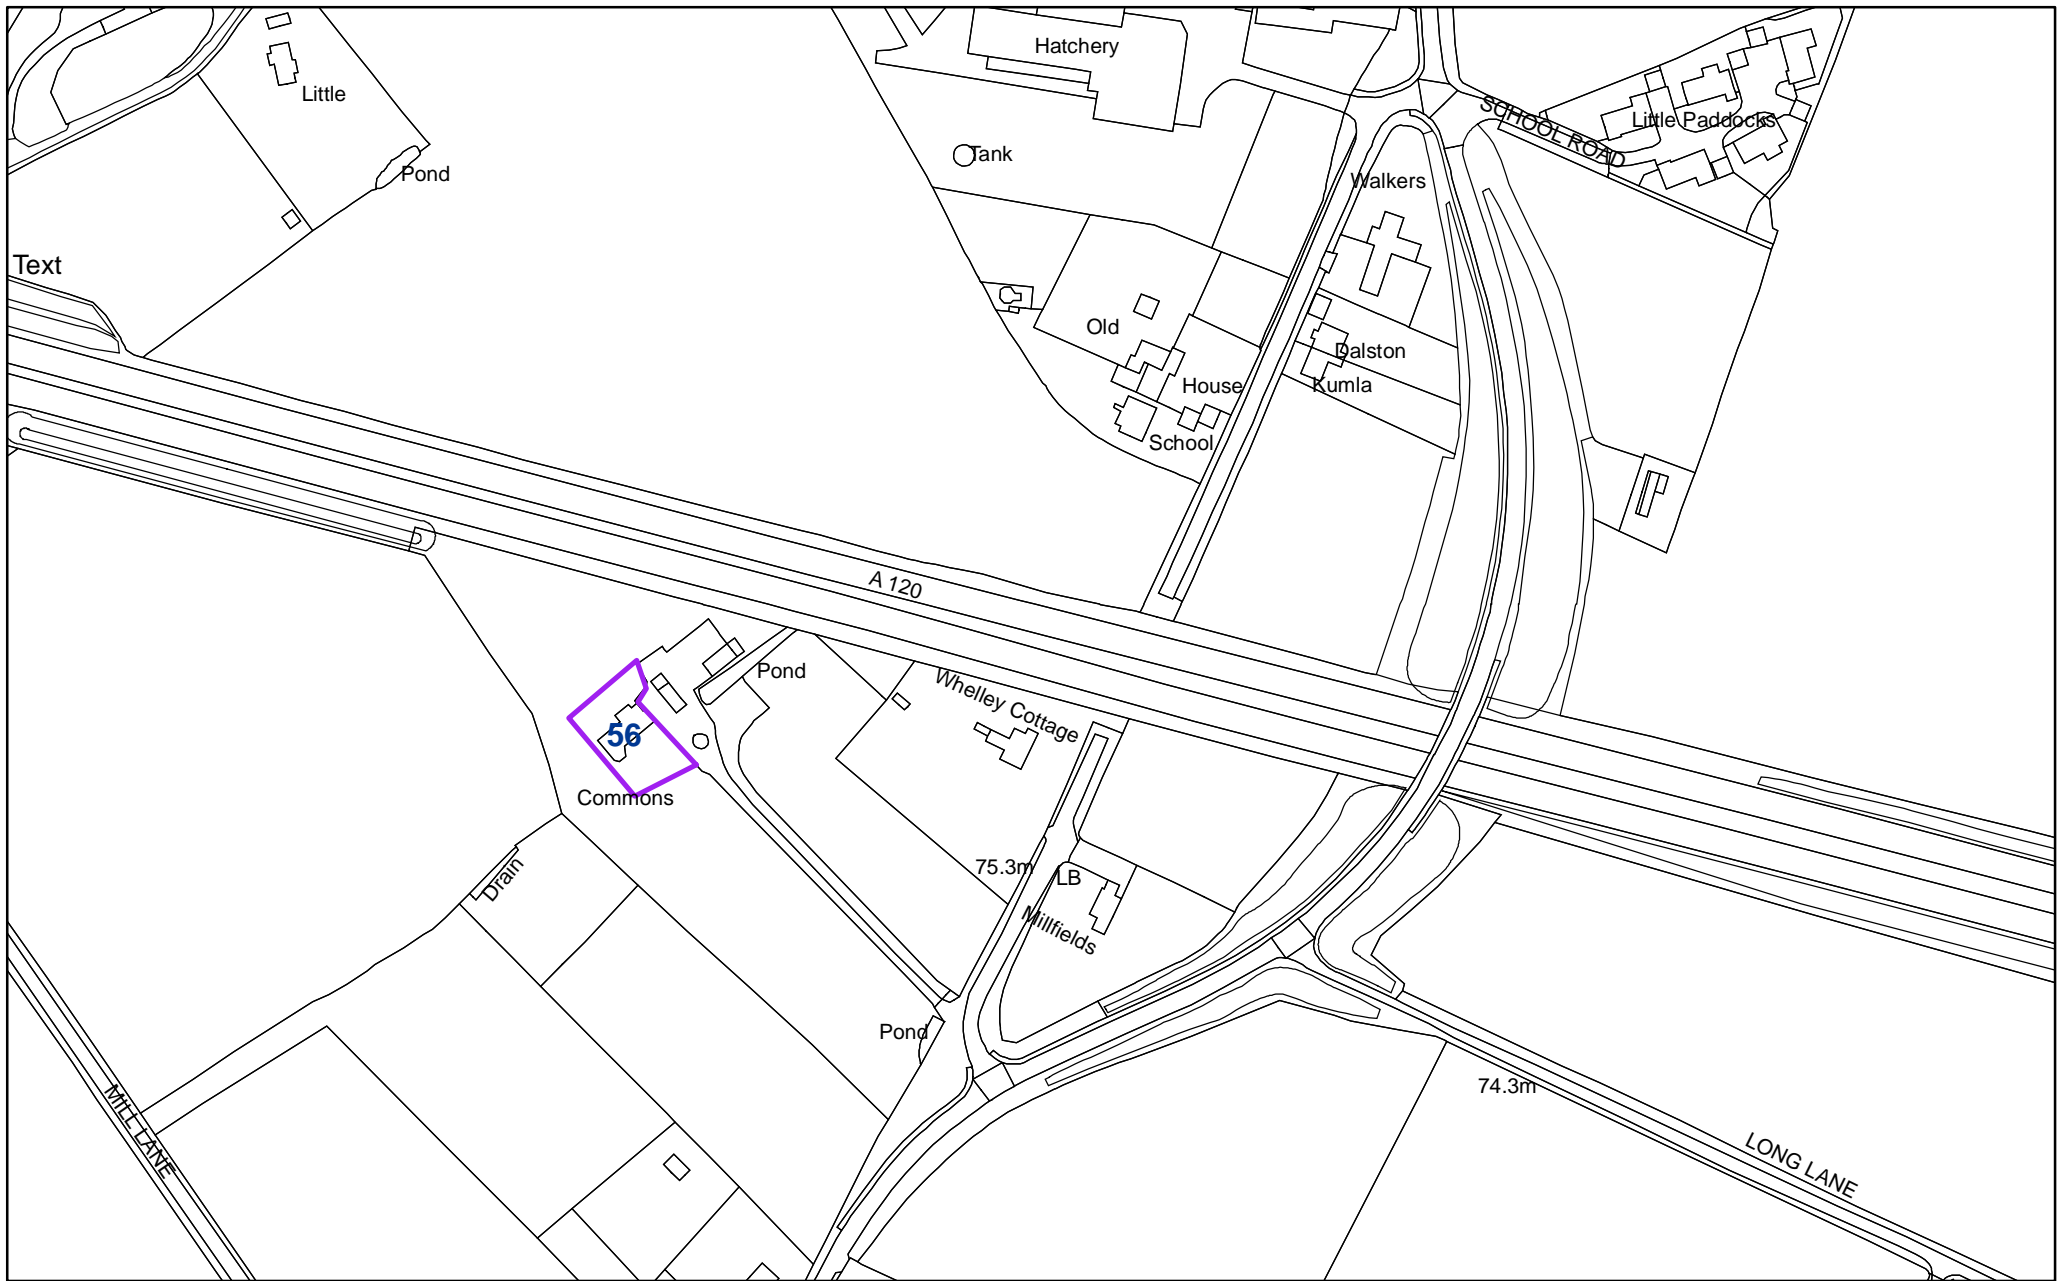 Hatchery
Little
SCHOOL ROAD
Little Paddocks
Tank
Pond
Walkers
Text
Old
Dalston
House
Kumla
School
A 120
Pond
Whelley Cottage
56
Commons
75.3m
LB
Drain
Millfields
Pond
74.3m
MILL LANE
LONG LANE